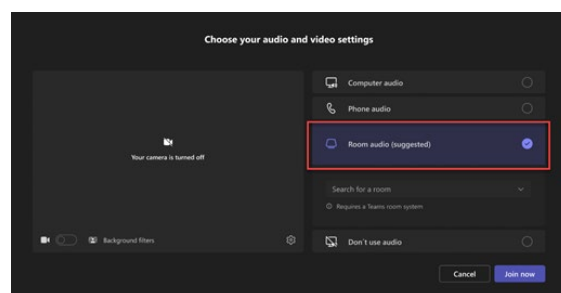 Choose your audio and video settings
Computer audio
Phone audio
Room audio (suggested)
Your camera is turned off
Search for a room
Requires a Teams room system
Background filters
Don't use audio
Cancel
Join now